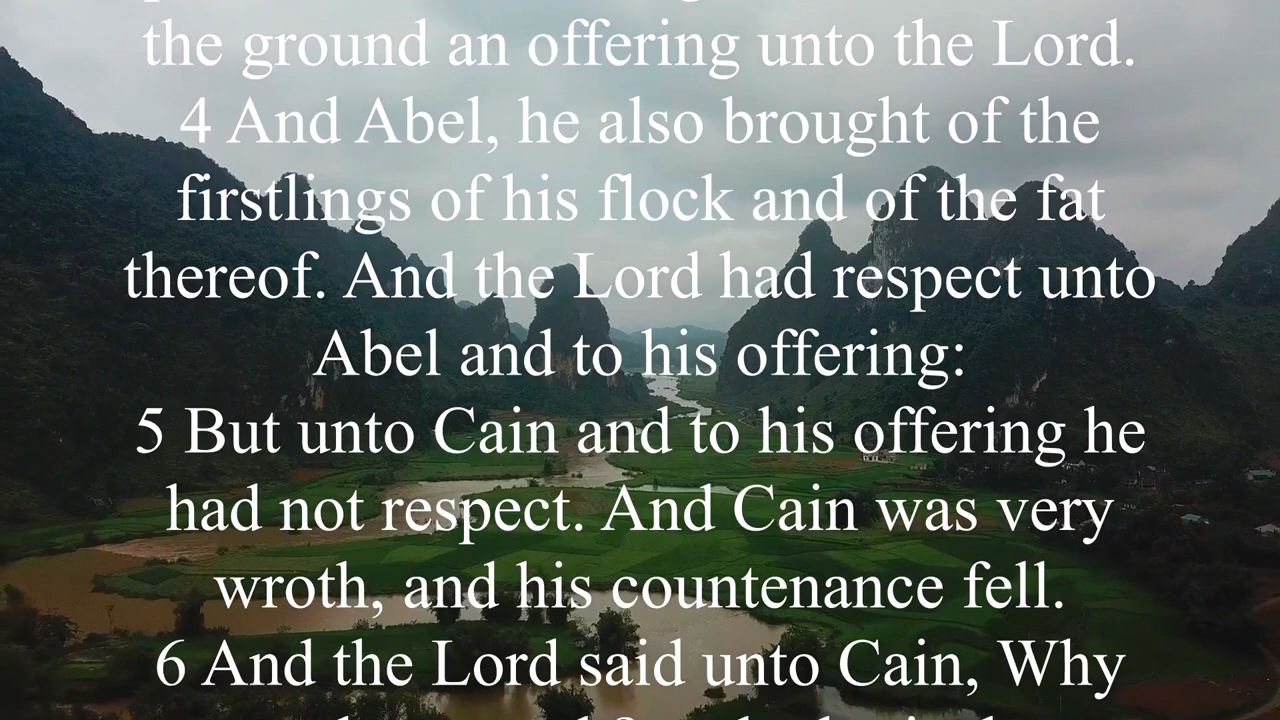 the ground an offering unto the Lord.
4 And Abel, he also brought of the
firstlings of his flock and of the fat
thereof. And the Lord had respect unto
Abel and to his offering:
5 But unto Cain and to his offering he
had not respect. And Cain was very
wroth, and his countenance fell.
6 And the Lord said unto Cain, Why